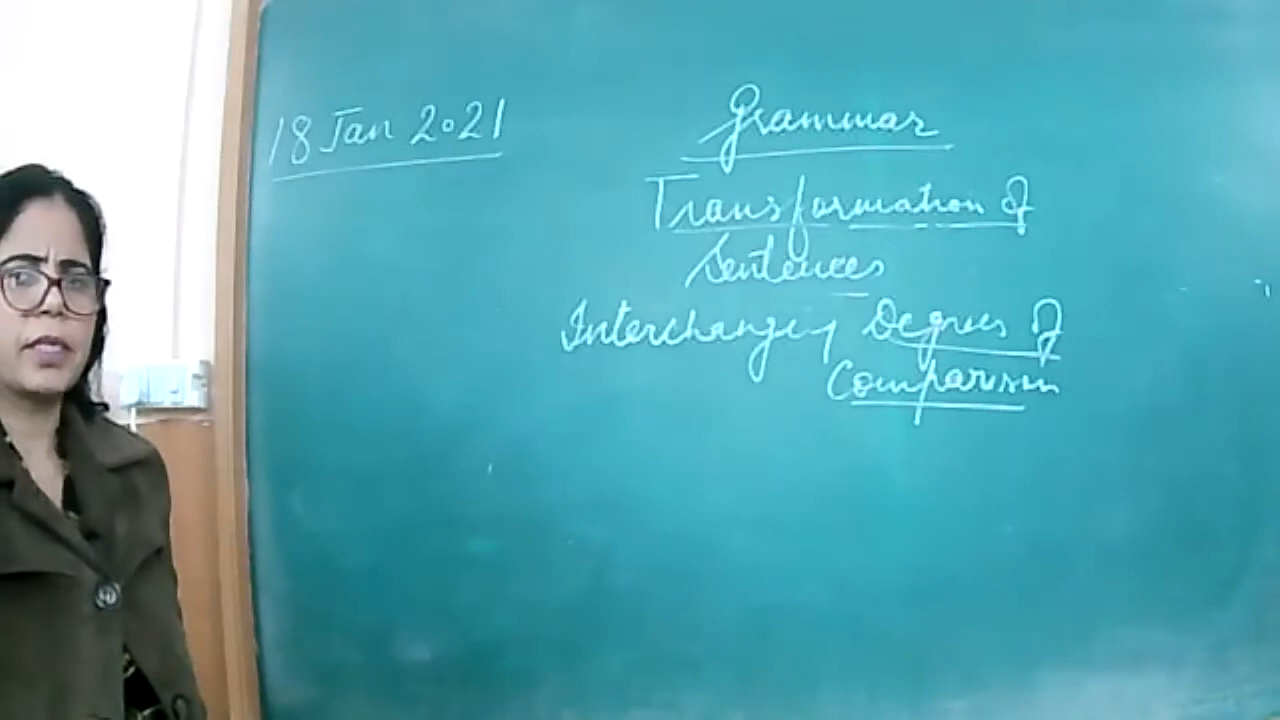 18 Jan 2021
Grammar
Transformation of
Sentences
Interchanging Degrees of
Comparison